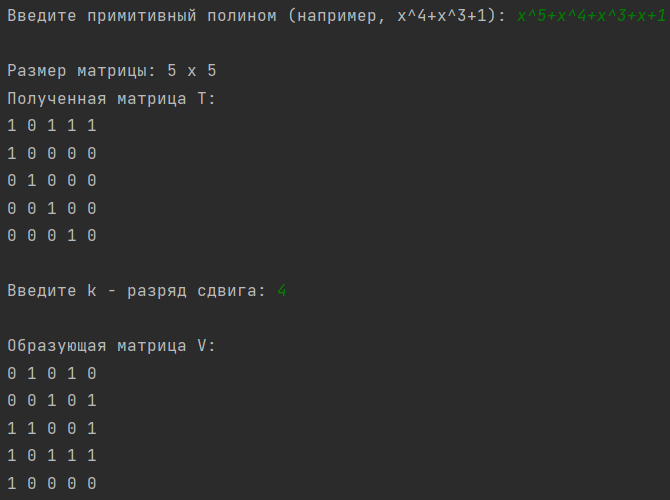 Введите примитивный полином (например, x^4+x^3+1): x^5+x^4+x^3+x+1
Размер матрицы: 5 x 5
Полученная матрица T:
1 0 1 1 1
1 0 0 0 0
0 1 0 0 0
0 0 1 0 0
0 0 0 1 0
Введите k - разряд сдвига: 4
Образующая матрица V:
0 1 0 1 0
0 0 1 0 1
1 1 0 0 1
1 0 1 1 1
1 0 0 0 0